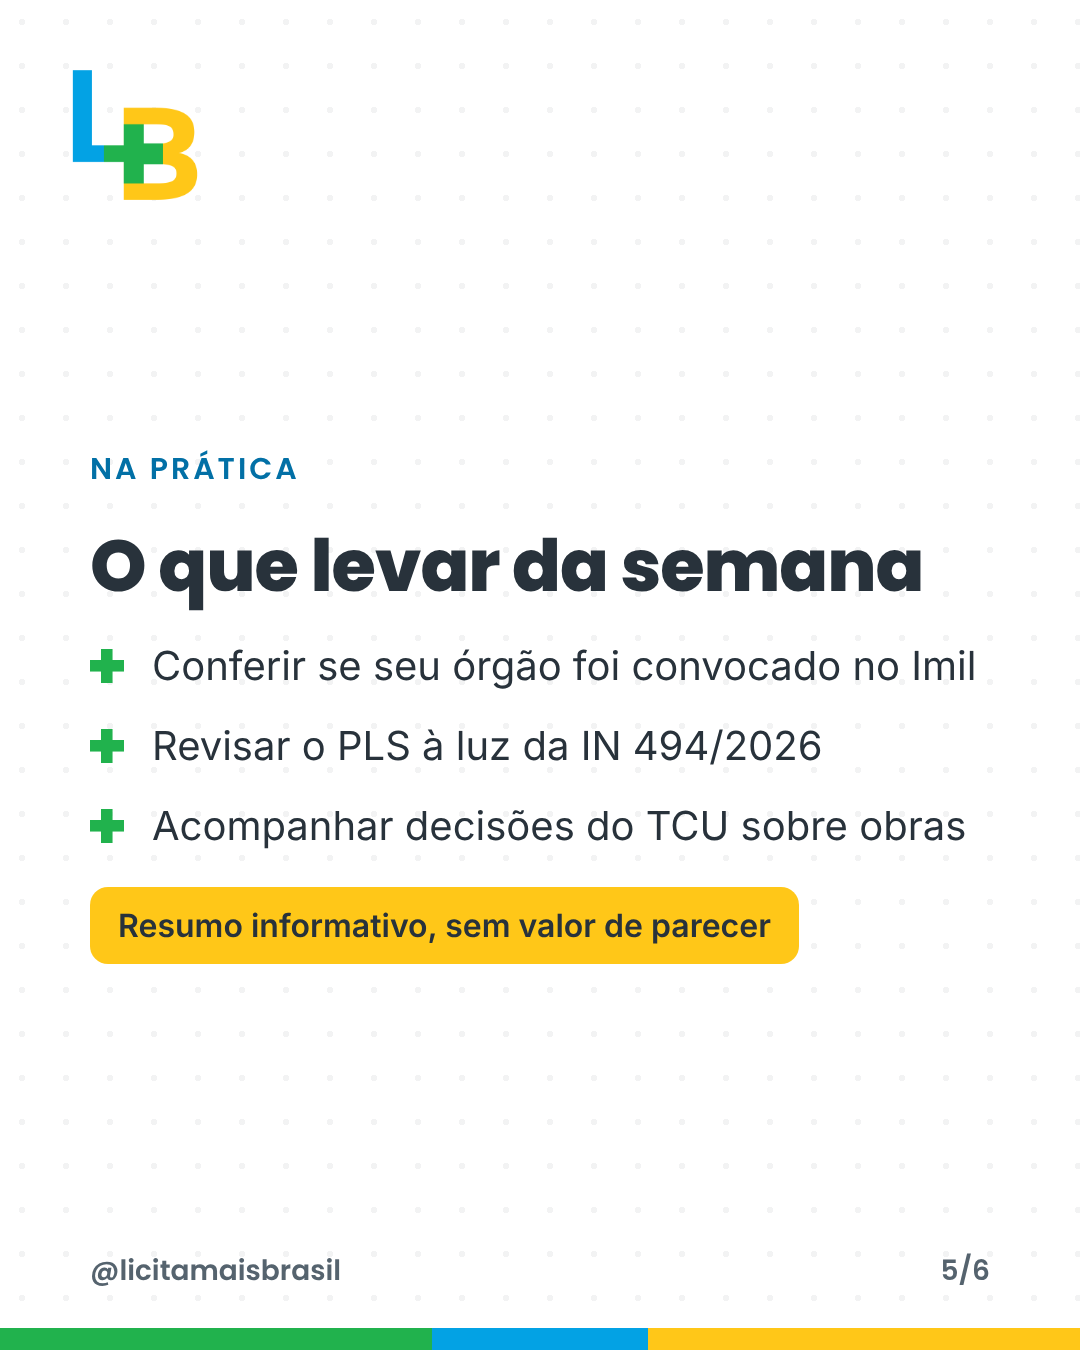 L+B
NA PRÁTICA
O que levar da semana
Conferir se seu órgão foi convocado no Imil
Revisar o PLS à luz da IN 494/2026
Acompanhar decisões do TCU sobre obras
Resumo informativo, sem valor de parecer
@licitamaisbrasil
5/6